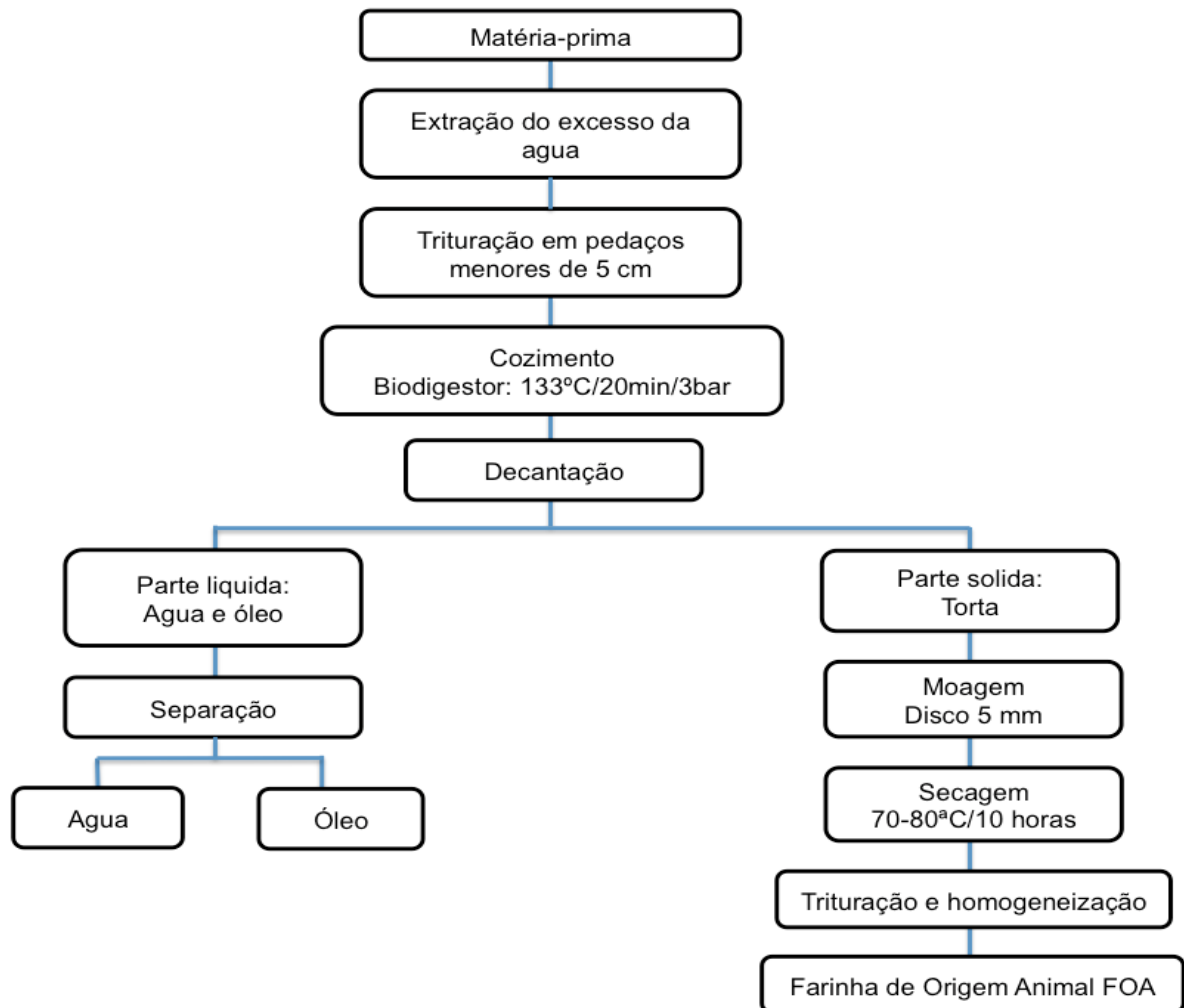 Matéria-prima
Extração do excesso da
agua
Trituração em pedaços
menores de 5 cm
Cozimento
Biodigestor: 133ºC/20min/3bar
Decantação
Parte liquida:
Agua e óleo
Parte solida:
Torta
Separação
Moagem
Disco 5 mm
Agua
Óleo
Secagem
70-80ªC/10 horas
Trituração e homogeneização
Farinha de Origem Animal FOA